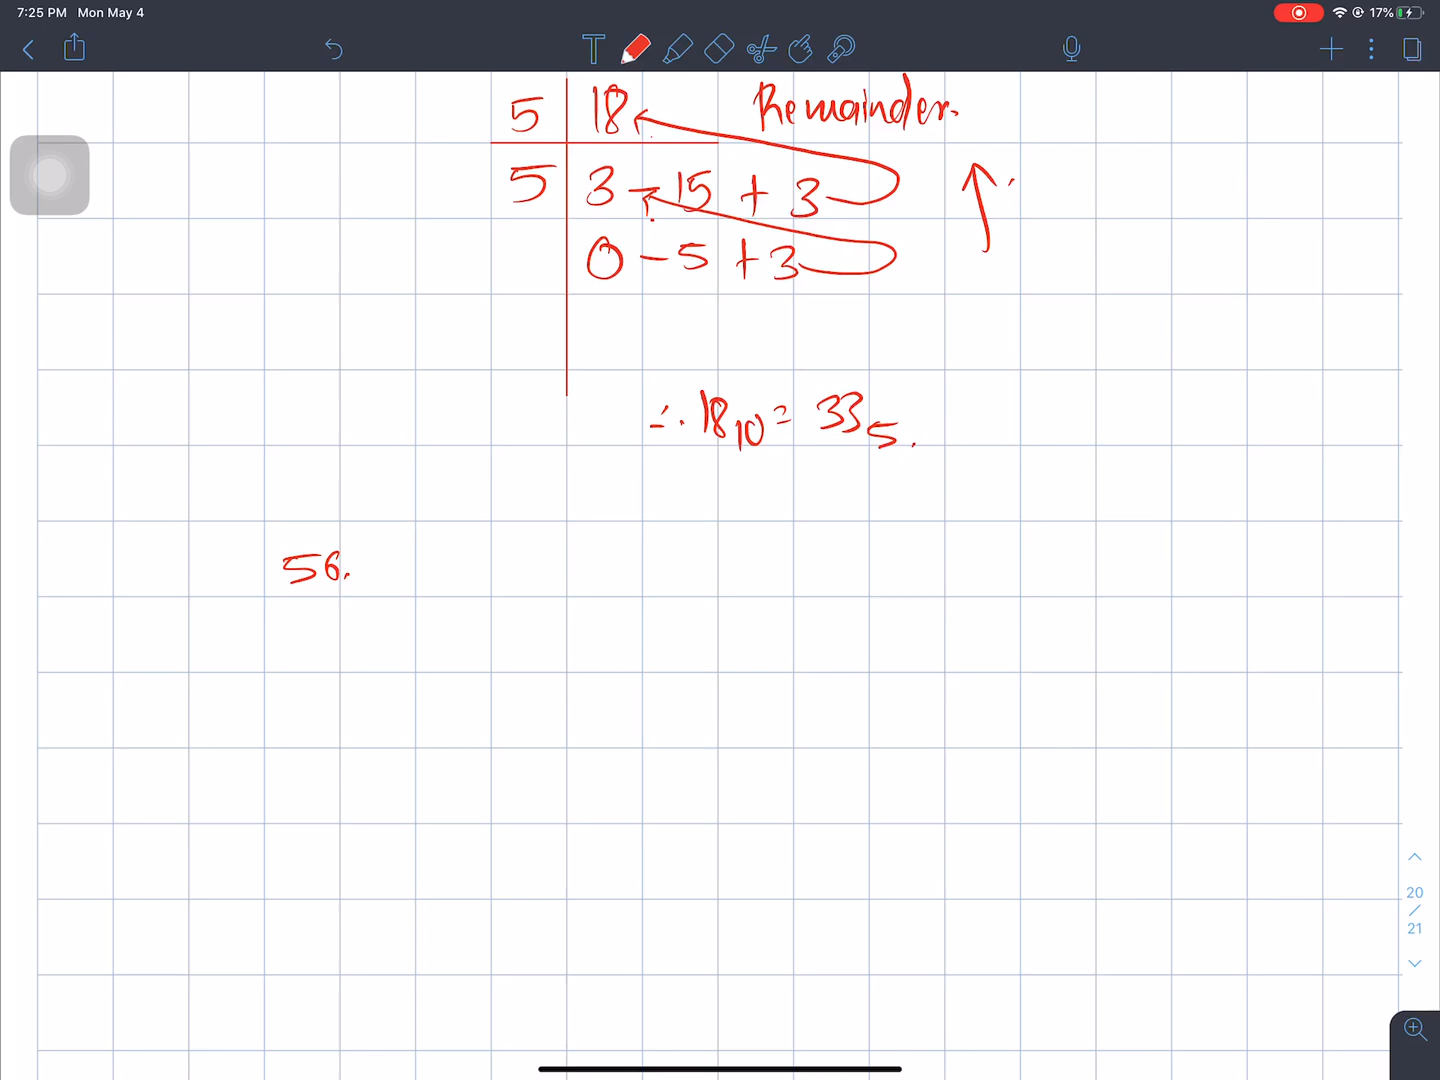 7:25 PM Mon May 4 17%
5 18 Remainder.
5 3 - 15 + 3
0 - 5 + 3
∴ 18₁₀ = 33₅.
56.
20
/
21